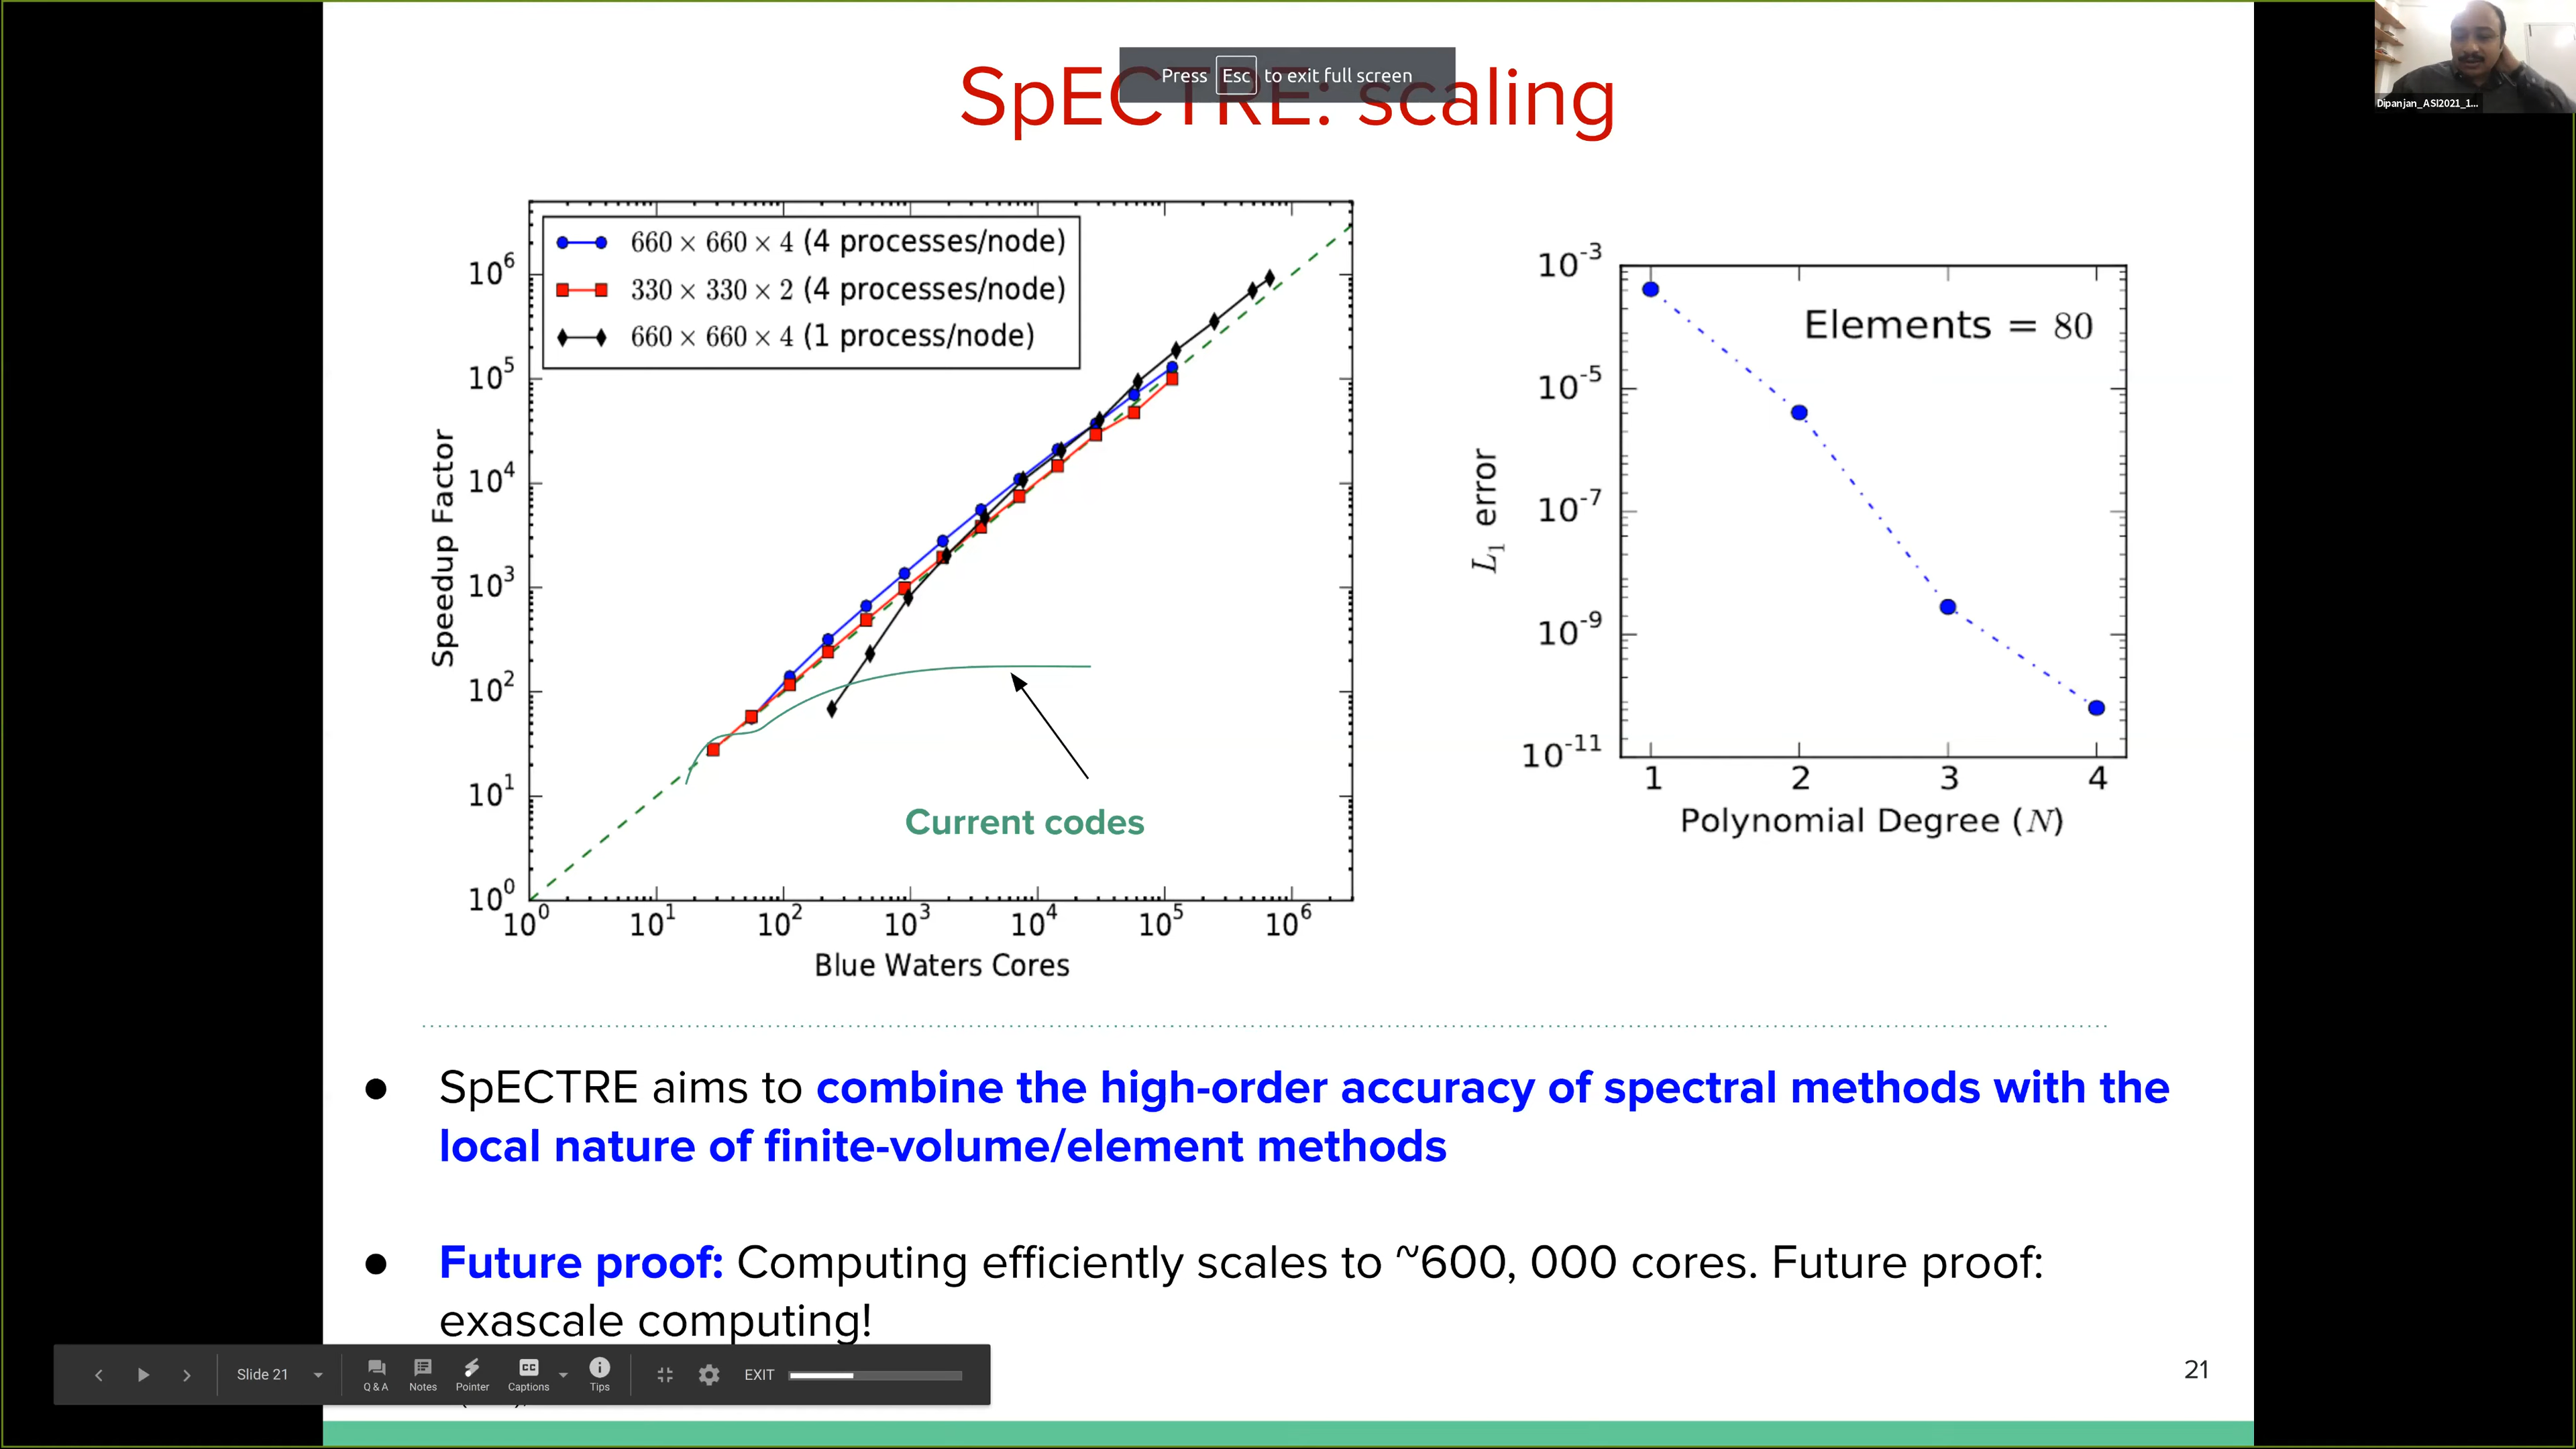 SpECTRE: scaling
Press Esc to exit full screen
Dipanjan_ASI2021_1...
660 × 660 × 4 (4 processes/node)
330 × 330 × 2 (4 processes/node)
660 × 660 × 4 (1 process/node)
Speedup Factor
10^6
10^5
10^4
10^3
10^2
10^1
10^0
10^0 10^1 10^2 10^3 10^4 10^5 10^6
Blue Waters Cores
Current codes
Elements = 80
L_1 error
10^-3
10^-5
10^-7
10^-9
10^-11
1 2 3 4
Polynomial Degree (N)
● SpECTRE aims to combine the high-order accuracy of spectral methods with the
local nature of finite-volume/element methods
● Future proof: Computing efficiently scales to ~600, 000 cores. Future proof:
exascale computing!
Slide 21
Q & A
Notes
Pointer
CC
Captions
Tips
EXIT
21